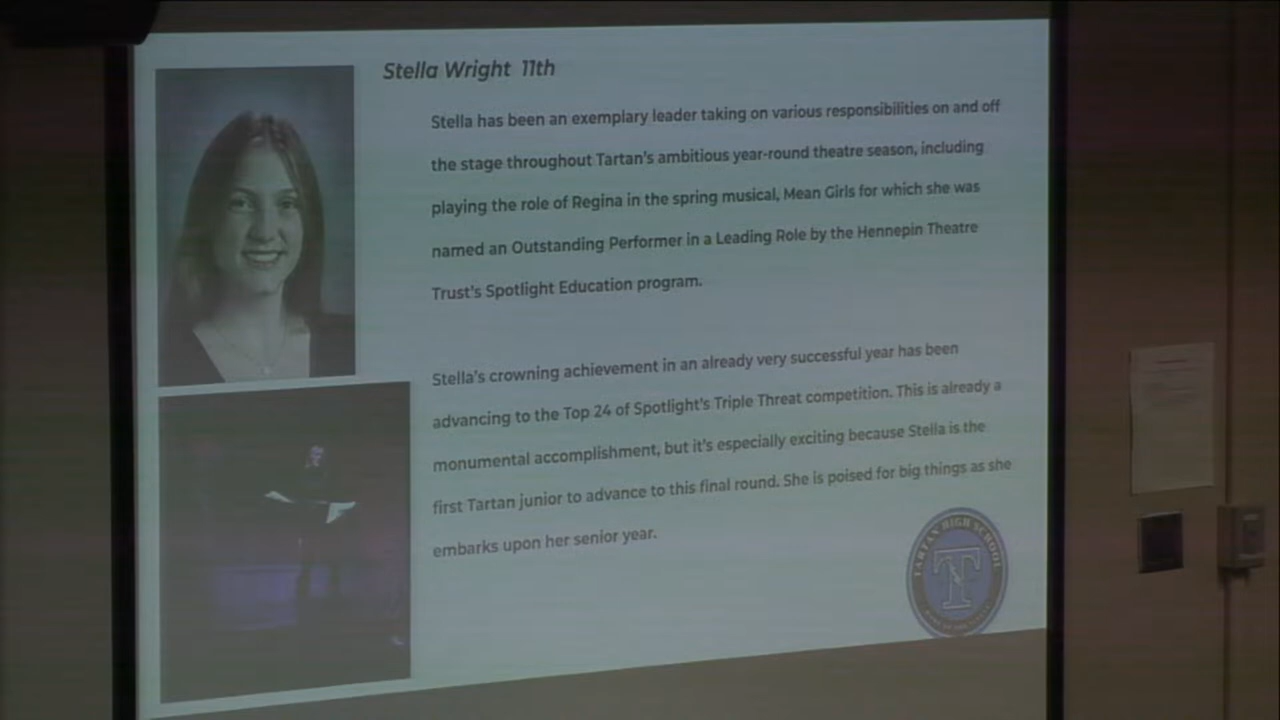 Stella Wright 11th
Stella has been an exemplary leader taking on various responsibilities on and off
the stage throughout Tartan's ambitious year-round theatre season, including
playing the role of Regina in the spring musical, Mean Girls for which she was
named an Outstanding Performer in a Leading Role by the Hennepin Theatre
Trust's Spotlight Education program.
Stella's crowning achievement in an already very successful year has been
advancing to the Top 24 of Spotlight's Triple Threat competition. This is already a
monumental accomplishment, but it's especially exciting because Stella is the
first Tartan junior to advance to this final round. She is poised for big things as she
embarks upon her senior year.
TARTAN HIGH SCHOOL
T